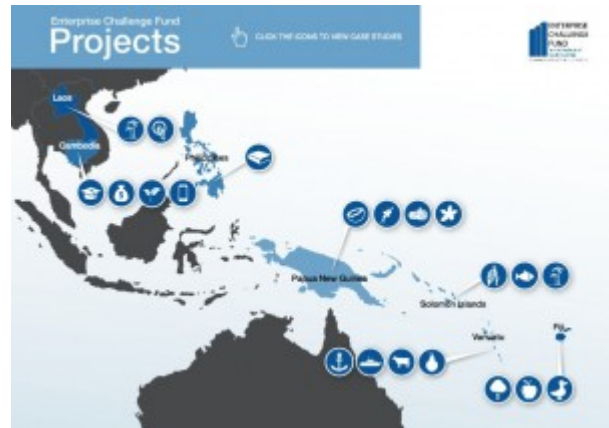 Enterprise Challenge Fund
Projects
CLICK THE ICONS TO VIEW CASE STUDIES
ENTERPRISE
CHALLENGE
FUND
Laos
Cambodia
Philippines
Papua New Guinea
Solomon Islands
Vanuatu
Fiji